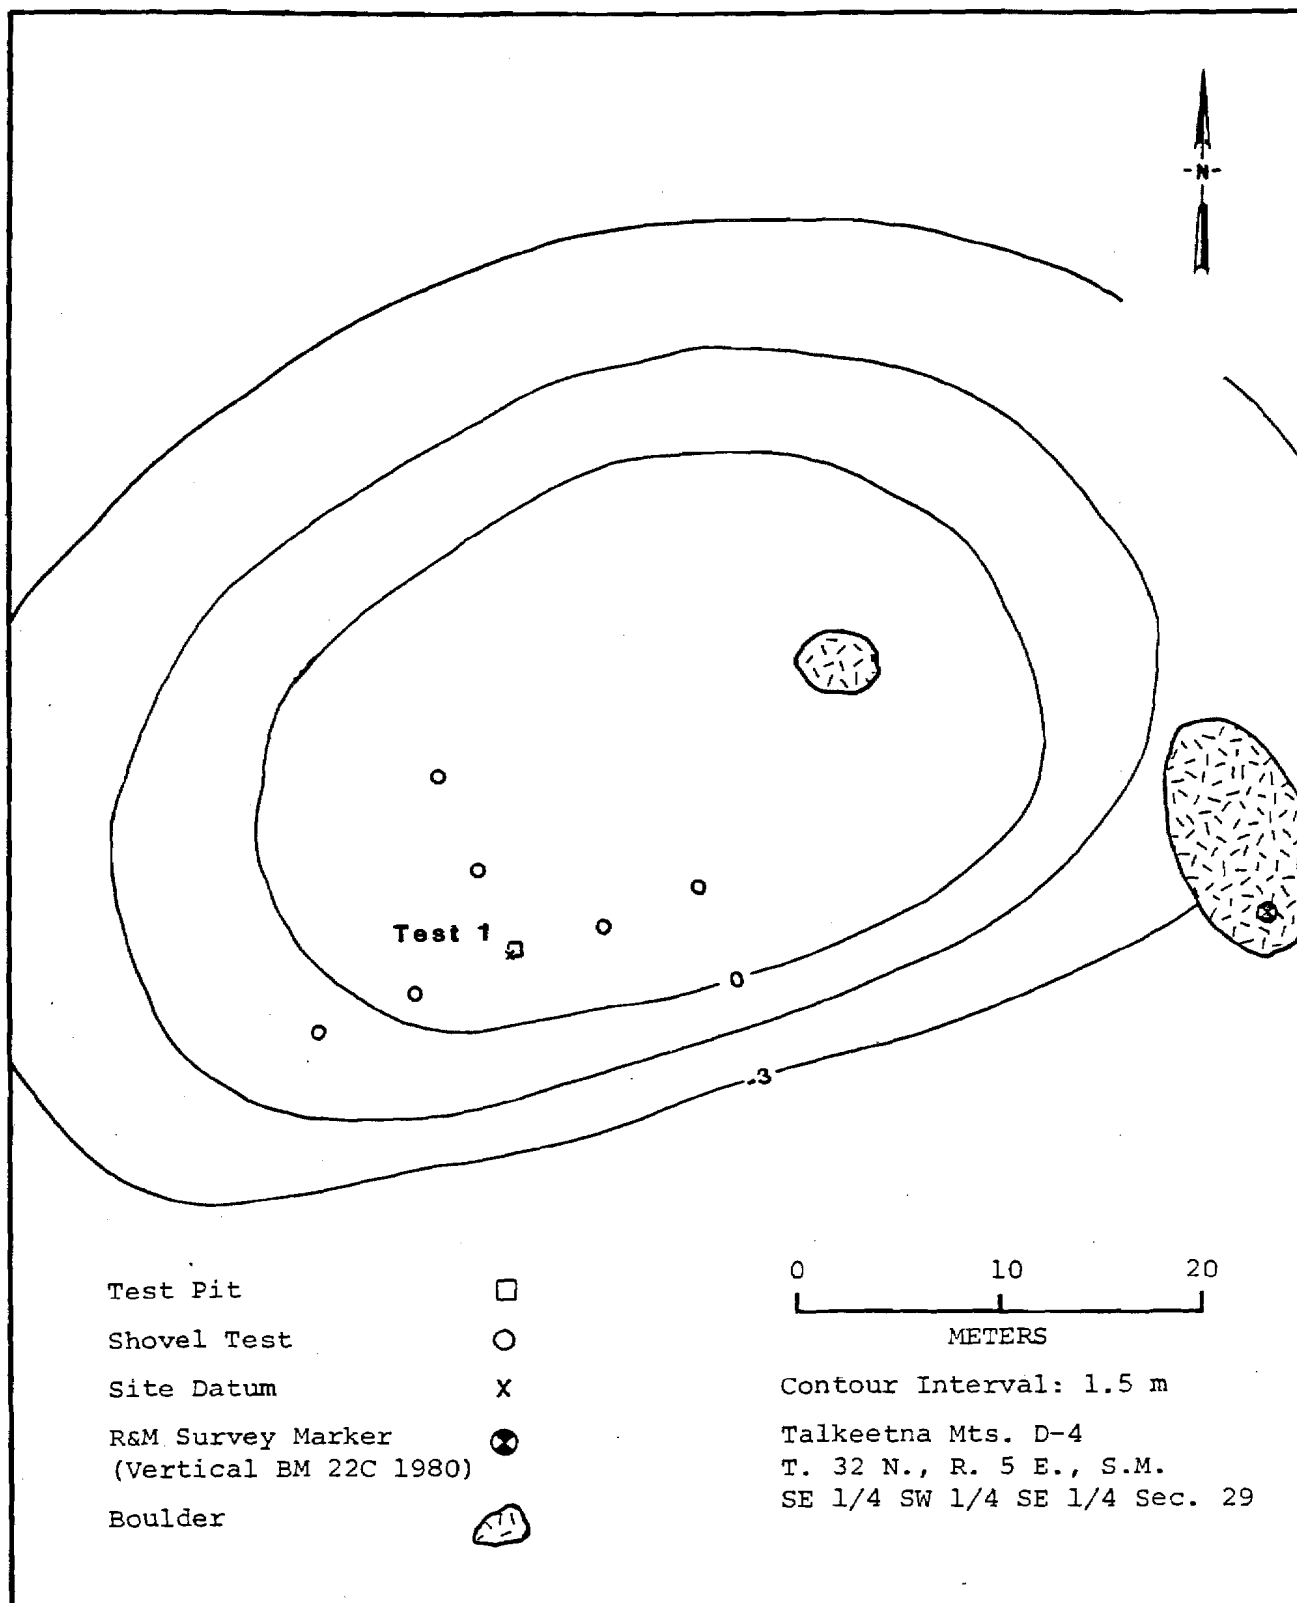 -N-
Test 1
0
-3
Test Pit
Shovel Test
Site Datum
x
R&M Survey Marker
(Vertical BM 22C 1980)
Boulder
0 10 20
METERS
Contour Interval: 1.5 m
Talkeetna Mts. D-4
T. 32 N., R. 5 E., S.M.
SE 1/4 SW 1/4 SE 1/4 Sec. 29